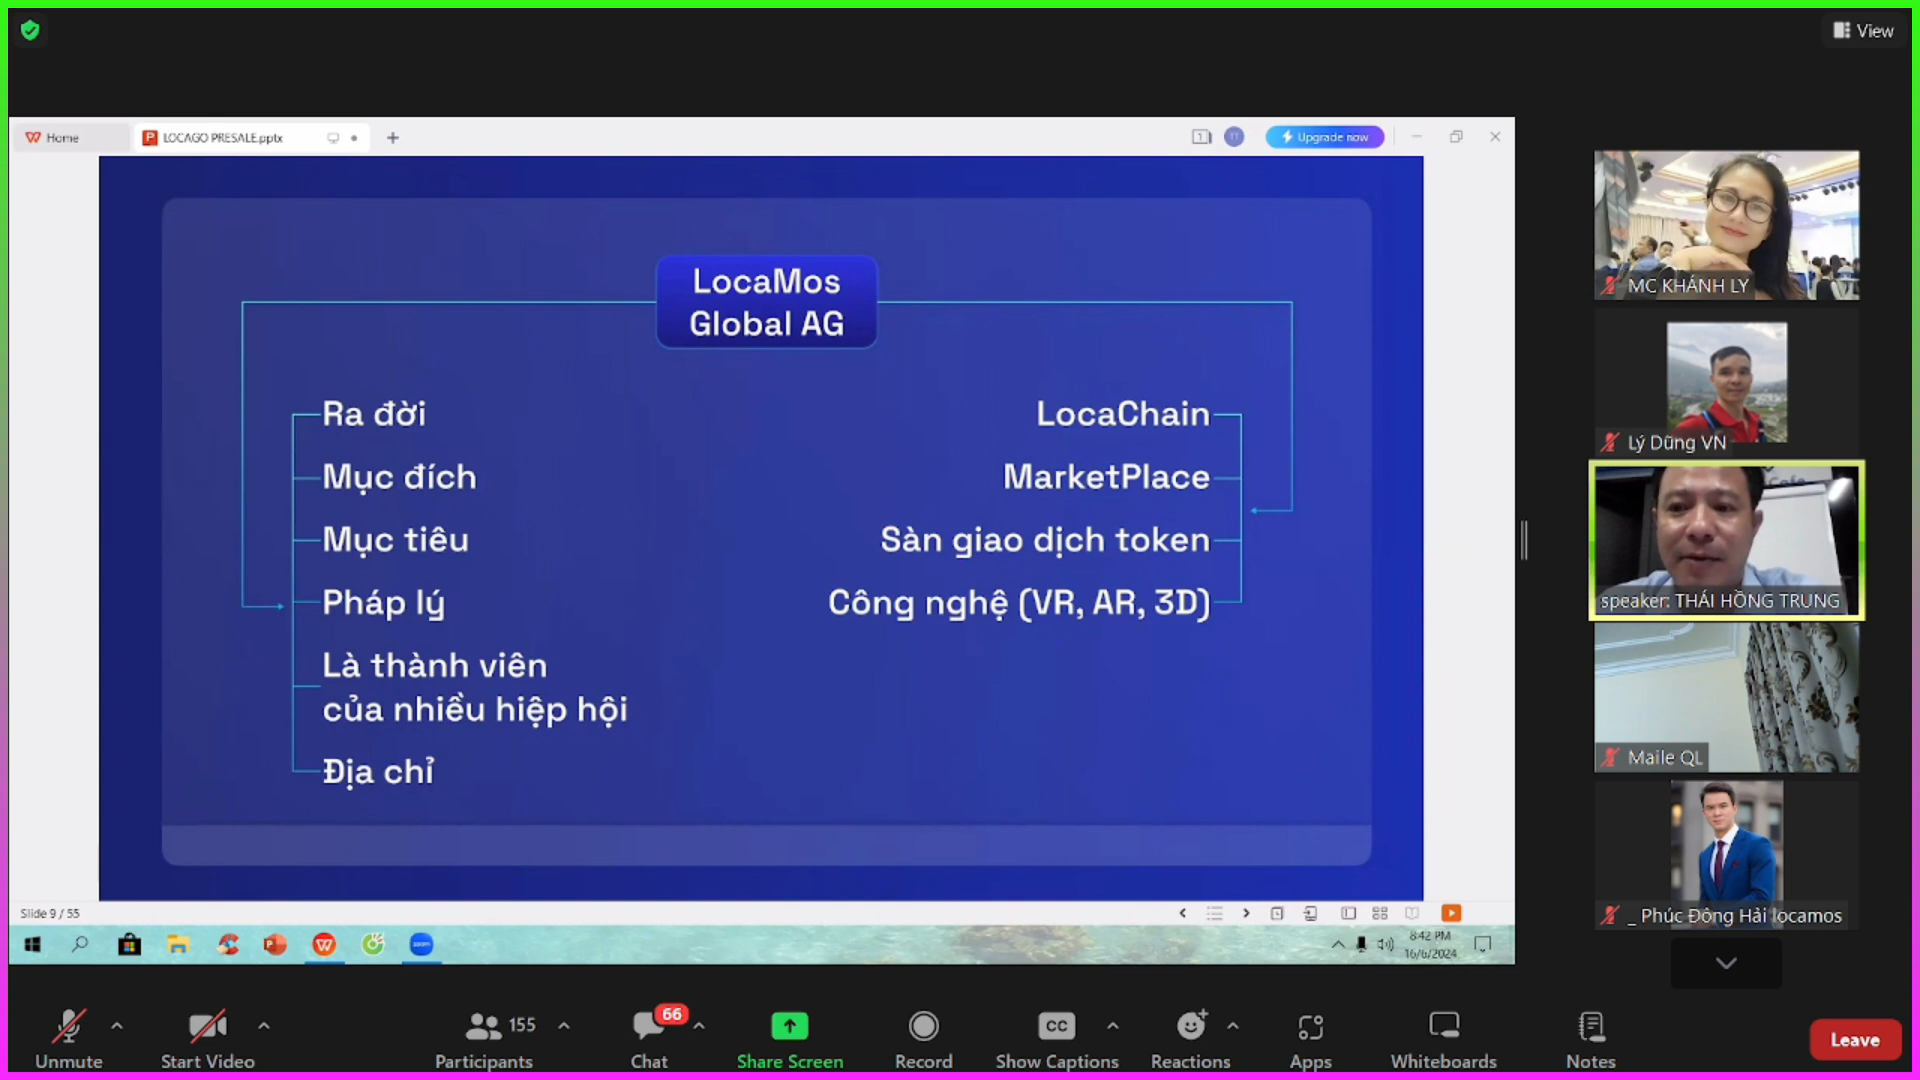 View
Home
LOCAGO PRESALE.pptx
Upgrade now
LocaMos
Global AG
Ra đời
Mục đích
Mục tiêu
Pháp lý
Là thành viên
của nhiều hiệp hội
Địa chỉ
LocaChain
MarketPlace
Sàn giao dịch token
Công nghệ (VR, AR, 3D)
MC KHÁNH LY
Lý Dũng VN
speaker: THÁI HỒNG TRUNG
Maile QL
_ Phúc Đông Hải locamos
Slide 9 / 55
8:42 PM
16/6/2024
Unmute
Start Video
155
Participants
66
Chat
Share Screen
Record
CC
Show Captions
Reactions
Apps
Whiteboards
Notes
Leave